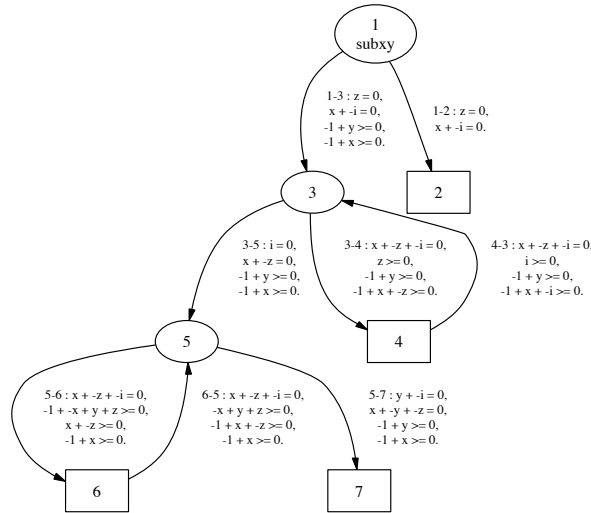 1
subxy
1-3 : z = 0,
x + -i = 0,
-1 + y >= 0,
-1 + x >= 0.
1-2 : z = 0,
x + -i = 0.
3
2
3-5 : i = 0,
x + -z = 0,
-1 + y >= 0,
-1 + x >= 0.
3-4 : x + -z + -i = 0,
z >= 0,
-1 + y >= 0,
-1 + x + -z >= 0.
4-3 : x + -z + -i = 0,
i >= 0,
-1 + y >= 0,
-1 + x + -i >= 0.
5
4
5-6 : x + -z + -i = 0,
-1 + -x + y + z >= 0,
x + -z >= 0,
-1 + x >= 0.
6-5 : x + -z + -i = 0,
-x + y + z >= 0,
-1 + x + -z >= 0,
-1 + x >= 0.
5-7 : y + -i = 0,
x + -y + -z = 0,
-1 + y >= 0,
-1 + x >= 0.
6
7